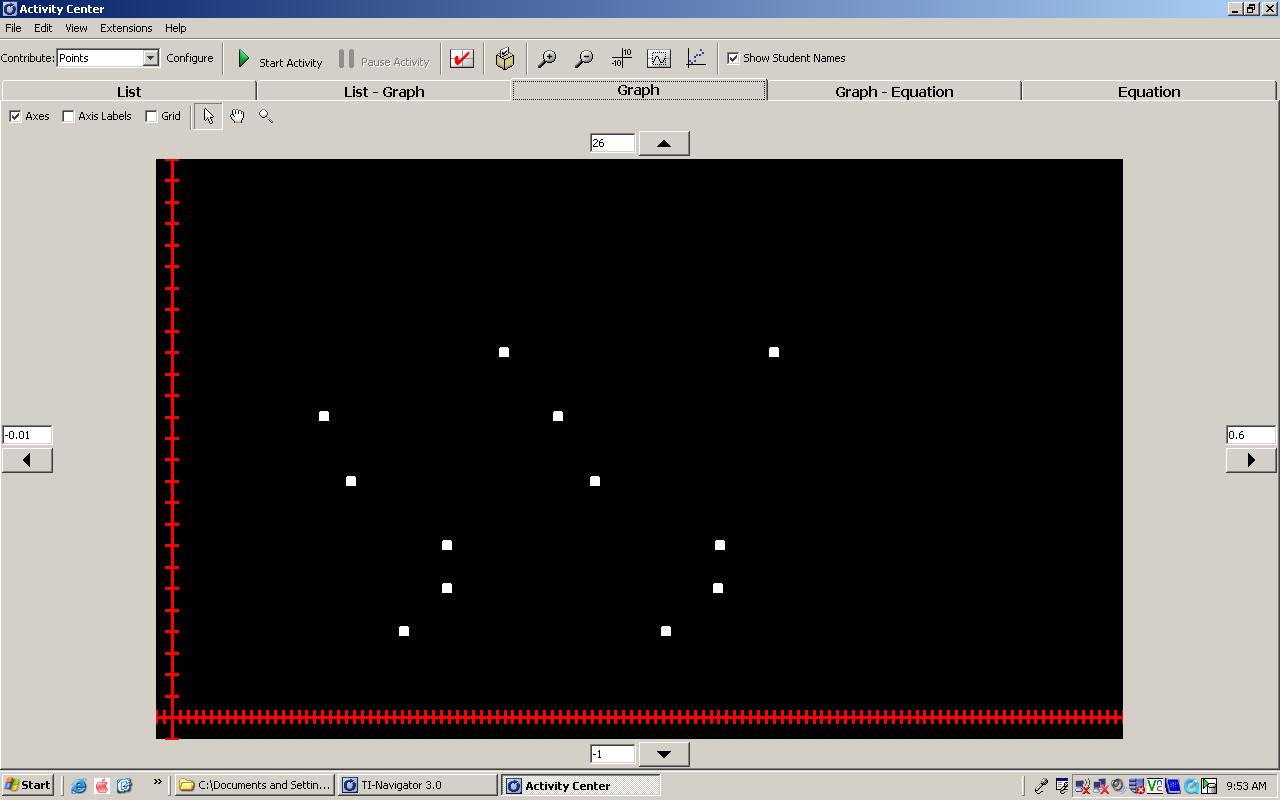 Activity Center
File Edit View Extensions Help
Contribute: Points Configure Start Activity Pause Activity 10 -10 Show Student Names
List List - Graph Graph Graph - Equation Equation
Axes Axis Labels Grid
26
-0.01 0.6
-1
Start » C:\Documents and Settin... TI-Navigator 3.0 Activity Center 9:53 AM